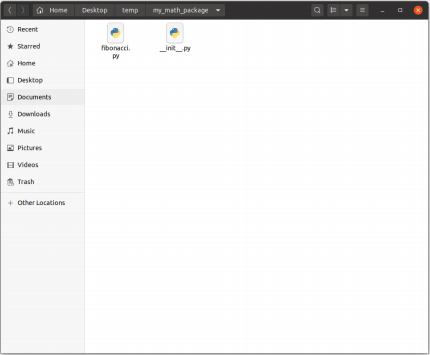 Home Desktop temp my_math_package
Recent
Starred
Home
Desktop
Documents
Downloads
Music
Pictures
Videos
Trash
Other Locations
fibonacci.
py
__init__.py